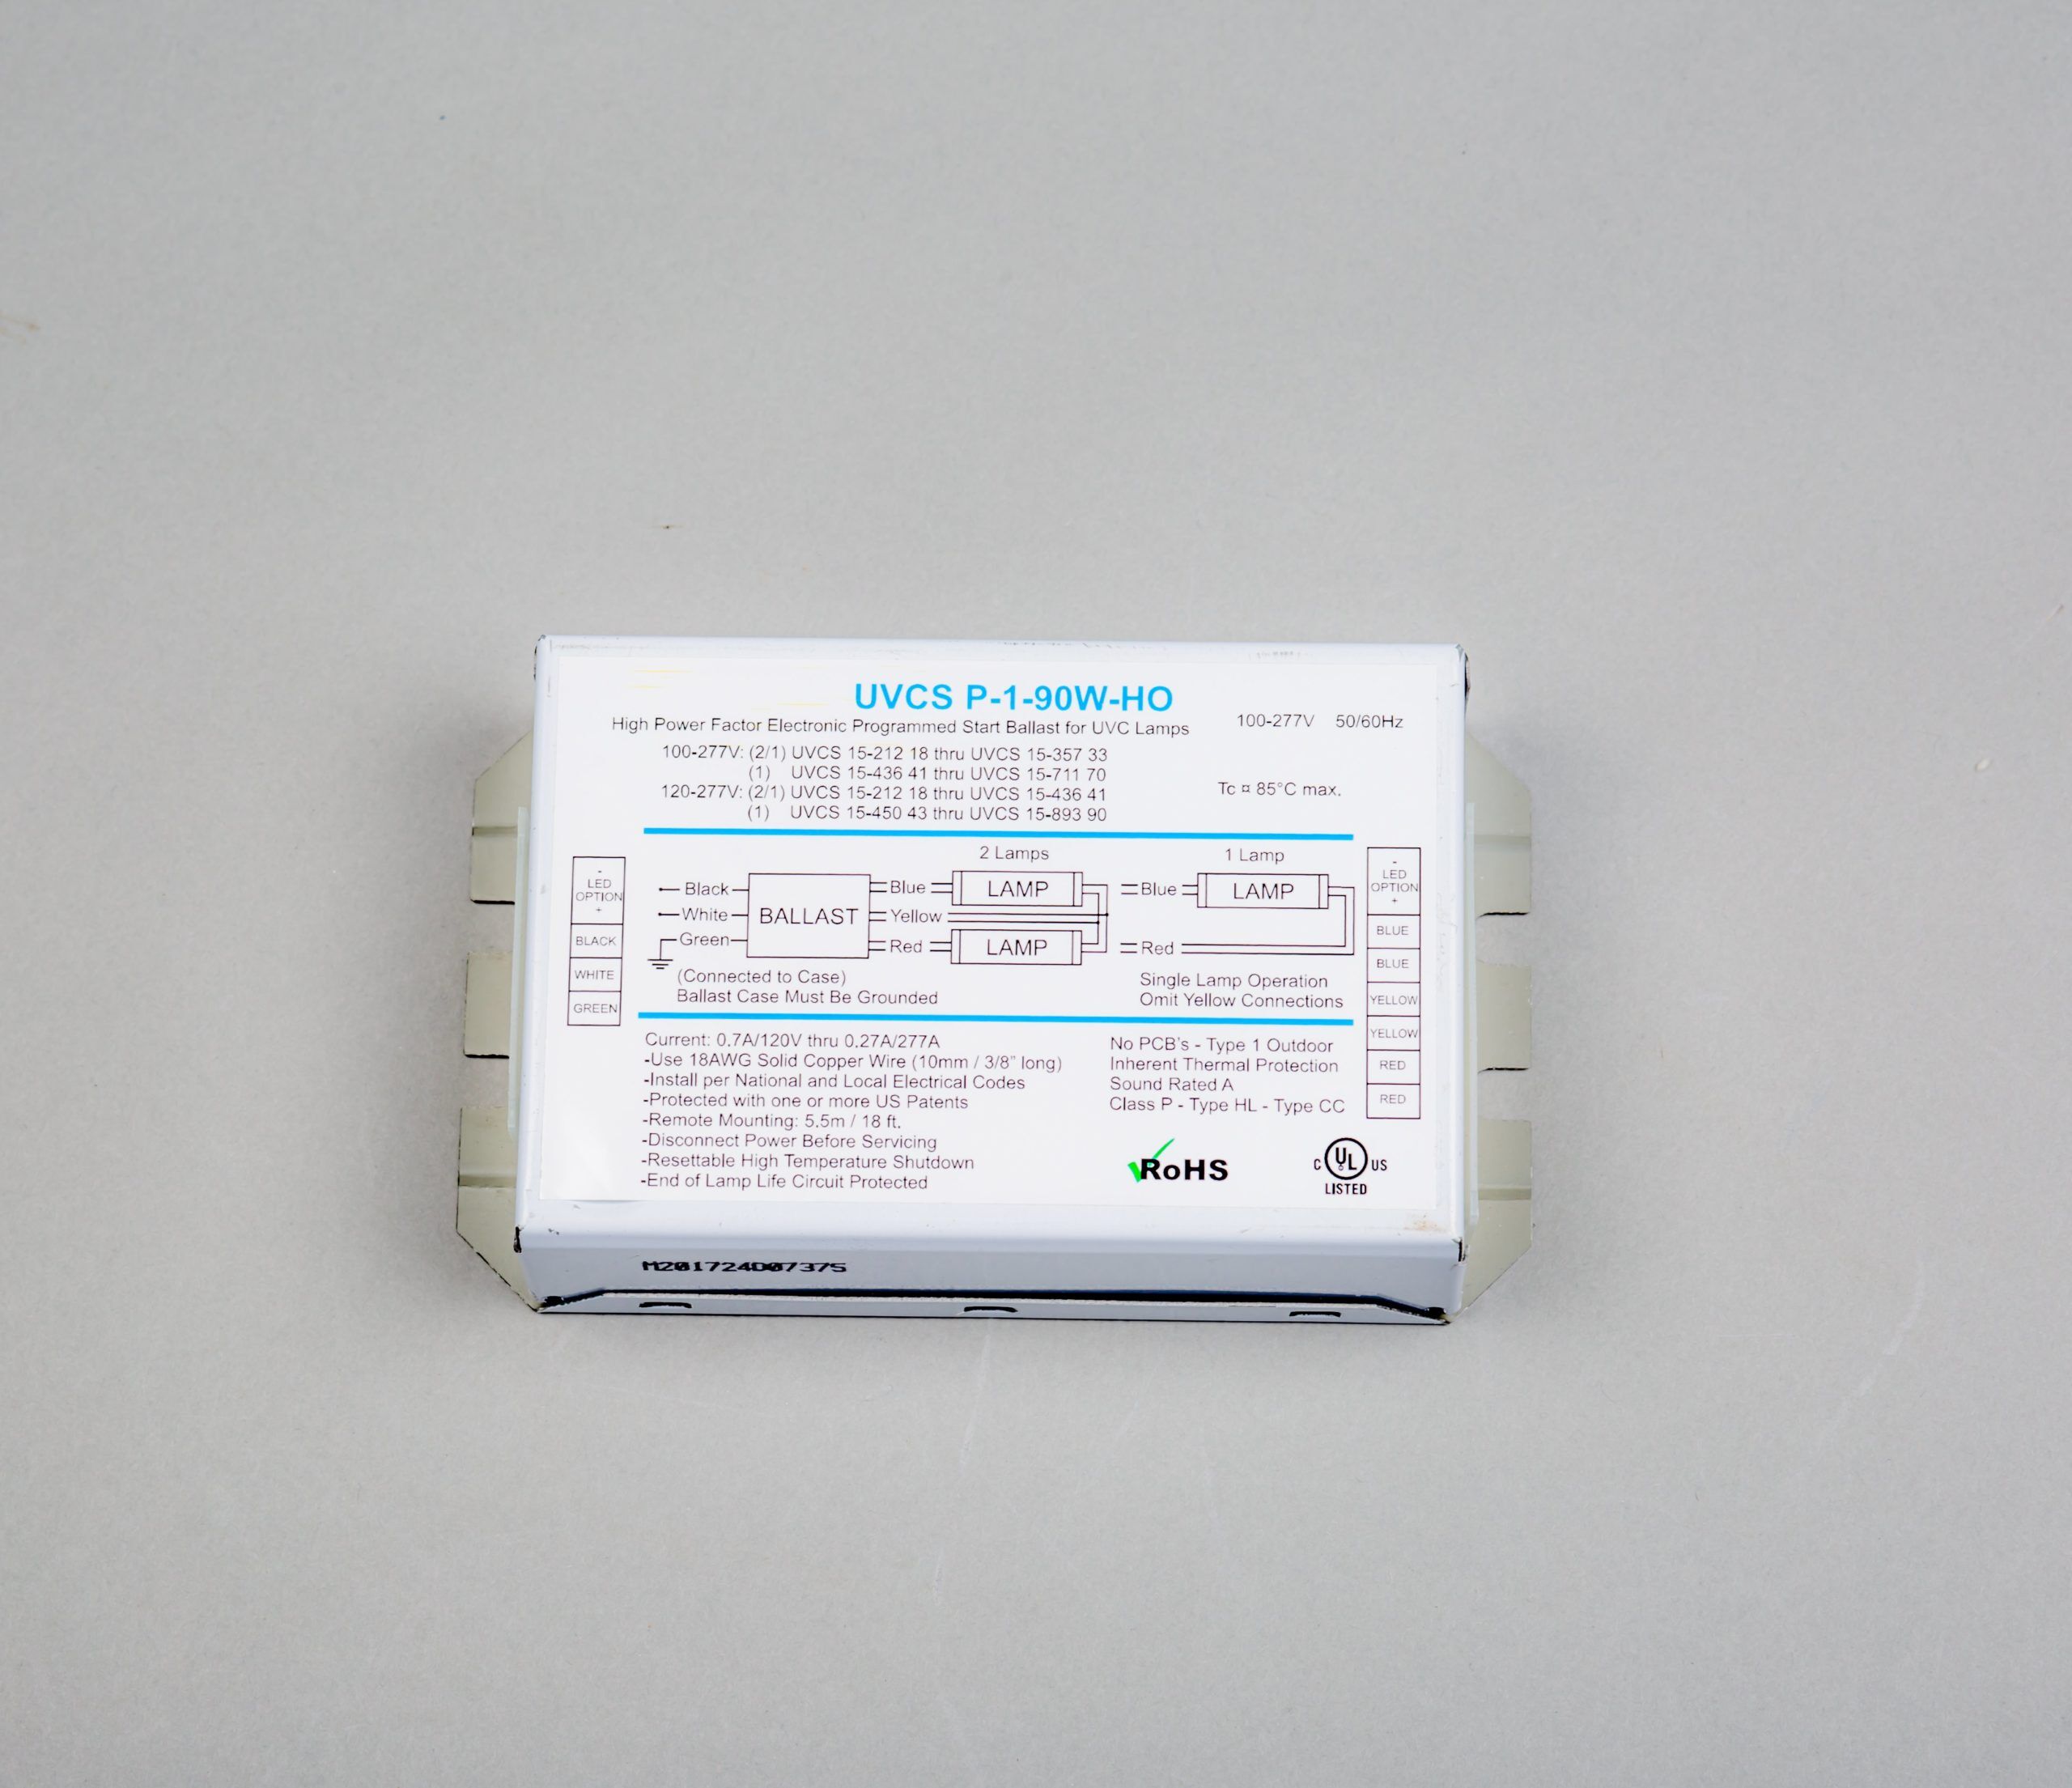 UVCS P-1-90W-HO
High Power Factor Electronic Programmed Start Ballast for UVC Lamps
100-277V 50/60Hz
100-277V: (2/1) UVCS 15-212 18 thru UVCS 15-357 33
(1) UVCS 15-436 41 thru UVCS 15-711 70
120-277V: (2/1) UVCS 15-212 18 thru UVCS 15-436 41
(1) UVCS 15-450 43 thru UVCS 15-893 90
Tc ¤ 85°C max.
-
LED
OPTION
+
BLACK
WHITE
GREEN
2 Lamps
Black
White
Green
BALLAST
Blue
Yellow
Red
LAMP
LAMP
(Connected to Case)
Ballast Case Must Be Grounded
1 Lamp
Blue
LAMP
Red
Single Lamp Operation
Omit Yellow Connections
-
LED
OPTION
+
BLUE
BLUE
YELLOW
YELLOW
RED
RED
Current: 0.7A/120V thru 0.27A/277A
-Use 18AWG Solid Copper Wire (10mm / 3/8" long)
-Install per National and Local Electrical Codes
-Protected with one or more US Patents
-Remote Mounting: 5.5m / 18 ft.
-Disconnect Power Before Servicing
-Resettable High Temperature Shutdown
-End of Lamp Life Circuit Protected
No PCB's - Type 1 Outdoor
Inherent Thermal Protection
Sound Rated A
Class P - Type HL - Type CC
RoHS
C UL US
LISTED
M201724D07375